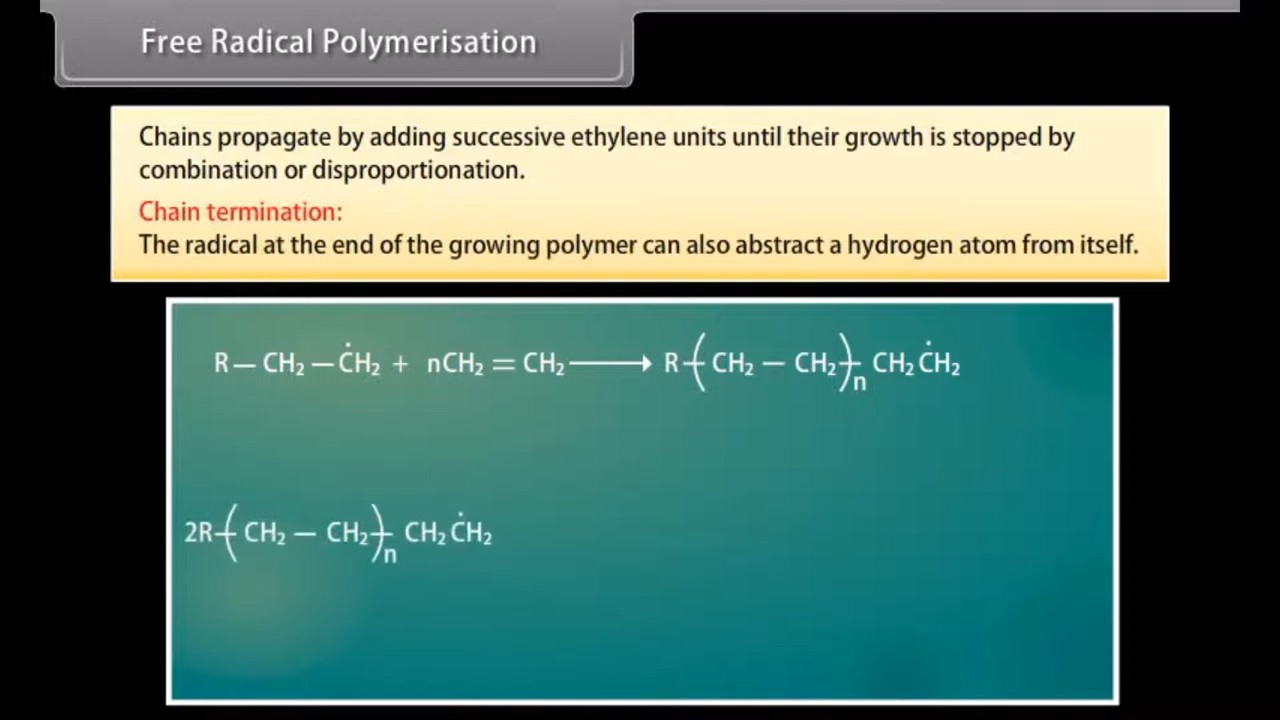 Free Radical Polymerisation
Chains propagate by adding successive ethylene units until their growth is stopped by
combination or disproportionation.
Chain termination:
The radical at the end of the growing polymer can also abstract a hydrogen atom from itself.
R — CH₂ — ĊH₂ + nCH₂ = CH₂ ⟶ R-(CH₂ — CH₂)-ₙ CH₂ĊH₂
2R-(CH₂ — CH₂)-ₙ CH₂ĊH₂